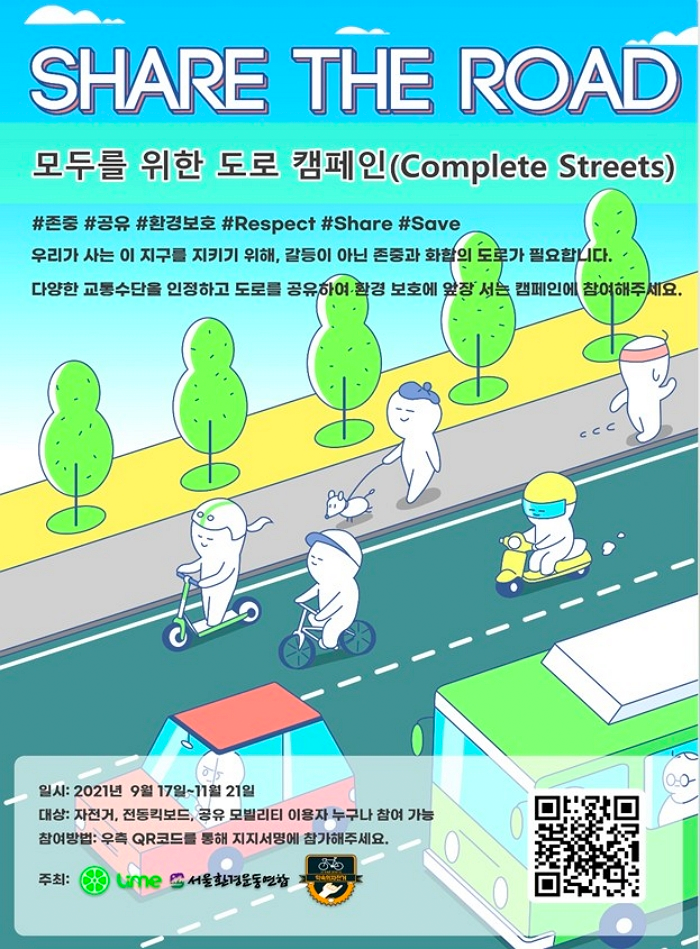 SHARE THE ROAD
모두를 위한 도로 캠페인(Complete Streets)
#존중 #공유 #환경보호 #Respect #Share #Save
우리가 사는 이 지구를 지키기 위해, 갈등이 아닌 존중과 화합의 도로가 필요합니다.
다양한 교통수단을 인정하고 도로를 공유하여 환경 보호에 앞장 서는 캠페인에 참여해주세요.
일시: 2021년 9월 17일~11월 21일
대상: 자전거, 전동킥보드, 공유 모빌리티 이용자 누구나 참여 가능
참여방법: 우측 QR코드를 통해 지지서명에 참가해주세요.
주최: Lime 서울환경운동연합 약속의자전거